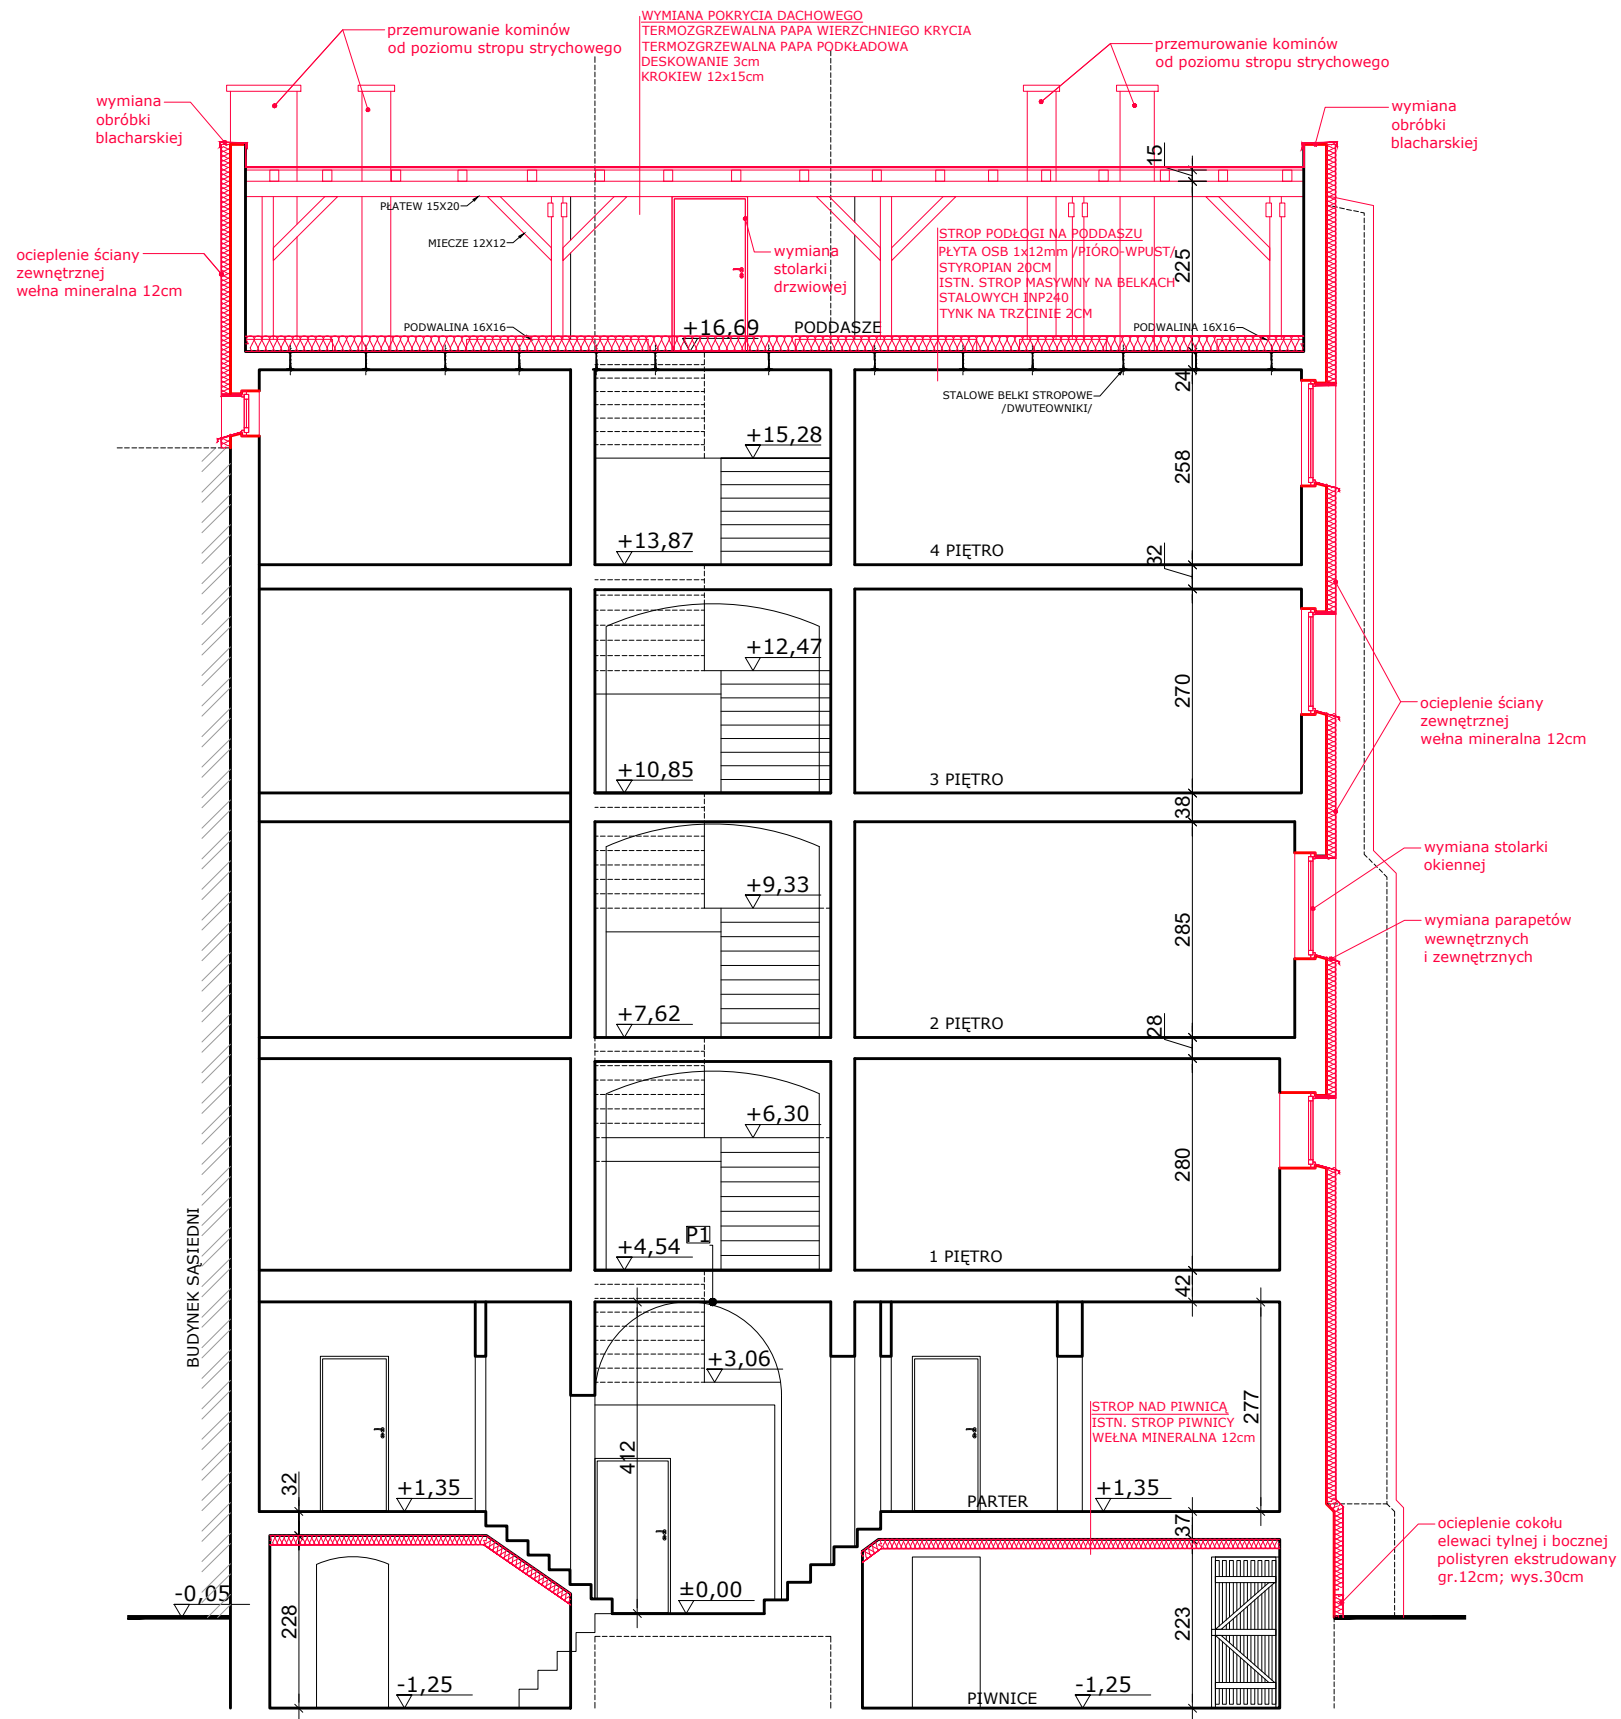 WYMIANA POKRYCIA DACHOWEGO
TERMOZGRZEWALNA PAPA WIERZCHNIEGO KRYCIA
TERMOZGRZEWALNA PAPA PODKŁADOWA
DESKOWANIE 3cm
KROKIEW 12x15cm
przemurowanie kominów
od poziomu stropu strychowego
przemurowanie kominów
od poziomu stropu strychowego
wymiana
obróbki
blacharskiej
wymiana
obróbki
blacharskiej
15
PŁATEW 15X20
MIECZE 12X12
ocieplenie ściany
zewnętrznej
wełna mineralna 12cm
wymiana
stolarki
drzwiowej
STROP PODŁOGI NA PODDASZU
PŁYTA OSB 1x12mm /PIÓRO-WPUST/
STYROPIAN 20CM
ISTN. STROP MASYWNY NA BELKACH
STALOWYCH INP240
TYNK NA TRZCINIE 2CM
225
PODWALINA 16X16
+16,69
PODDASZE
PODWALINA 16X16
24
STALOWE BELKI STROPOWE
/DWUTEOWNIKI/
+15,28
258
+13,87
4 PIĘTRO
32
+12,47
270
ocieplenie ściany
zewnętrznej
wełna mineralna 12cm
+10,85
3 PIĘTRO
38
wymiana stolarki
okiennej
+9,33
285
wymiana parapetów
wewnętrznych
i zewnętrznych
+7,62
2 PIĘTRO
28
+6,30
280
P1
+4,54
1 PIĘTRO
42
BUDYNEK SĄSIEDNI
+3,06
277
STROP NAD PIWNICĄ
ISTN. STROP PIWNICY
WEŁNA MINERALNA 12cm
412
32
+1,35
PARTER
+1,35
37
ocieplenie cokołu
elewaci tylnej i bocznej
polistyren ekstrudowany
gr.12cm; wys.30cm
-0,05
±0,00
228
223
-1,25
PIWNICE
-1,25